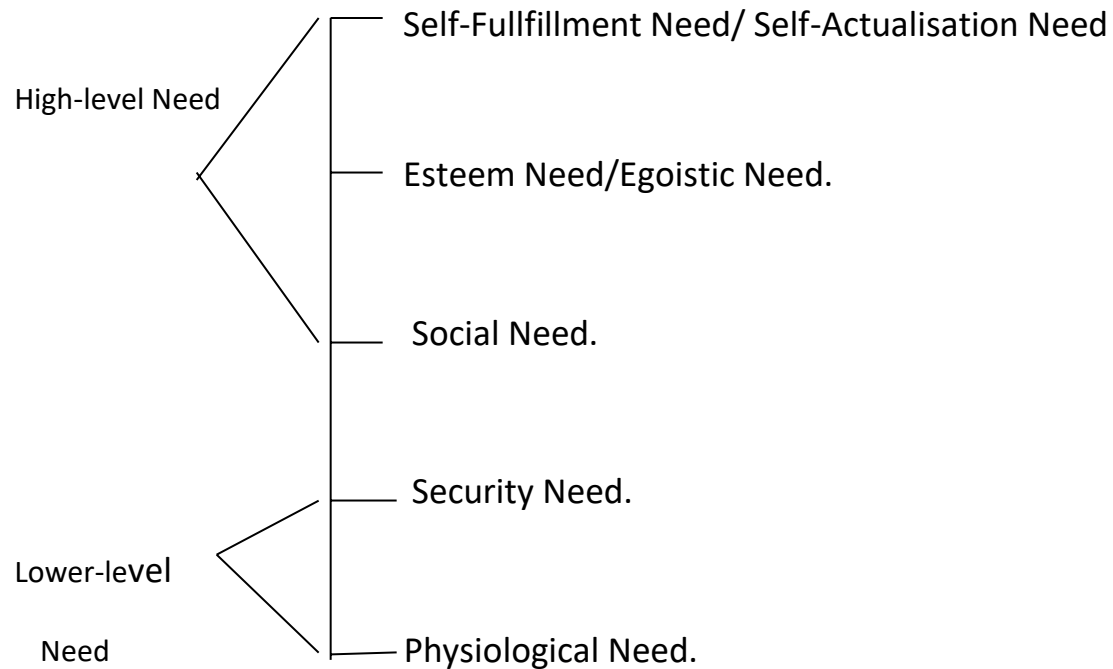 Self-Fullfillment Need/ Self-Actualisation Need
High-level Need
Esteem Need/Egoistic Need.
Social Need.
Security Need.
Lower-level
Need
Physiological Need.